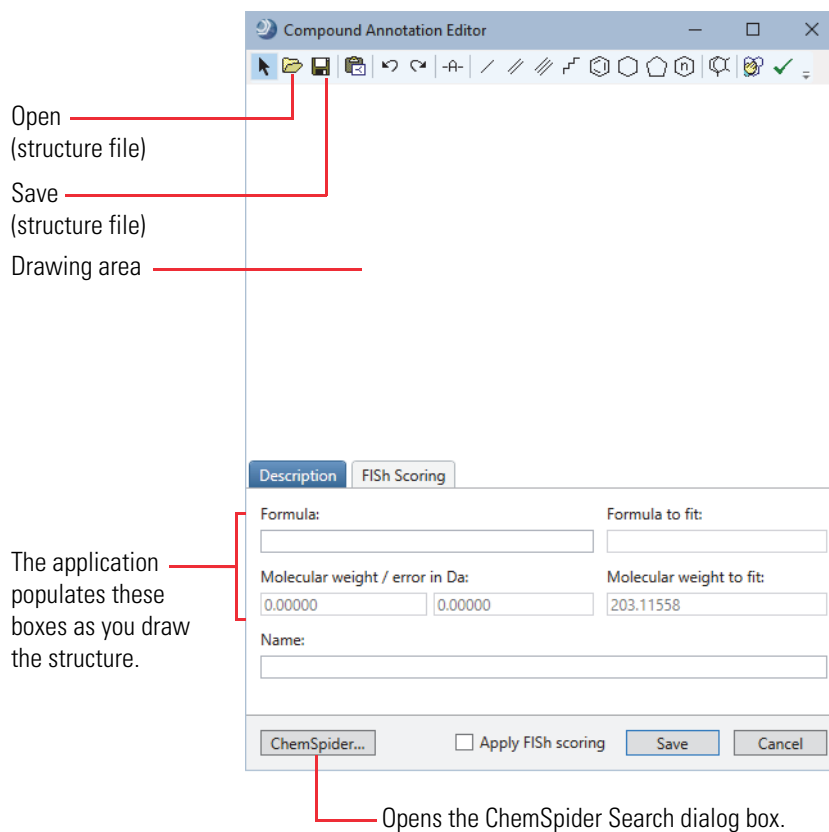 Compound Annotation Editor
-A-
n
Open
(structure file)
Save
(structure file)
Drawing area
Description FISh Scoring
Formula: Formula to fit:
The application
populates these
boxes as you draw
the structure.
Molecular weight / error in Da: Molecular weight to fit:
0.00000 0.00000 203.11558
Name:
ChemSpider... Apply FISh scoring Save Cancel
Opens the ChemSpider Search dialog box.